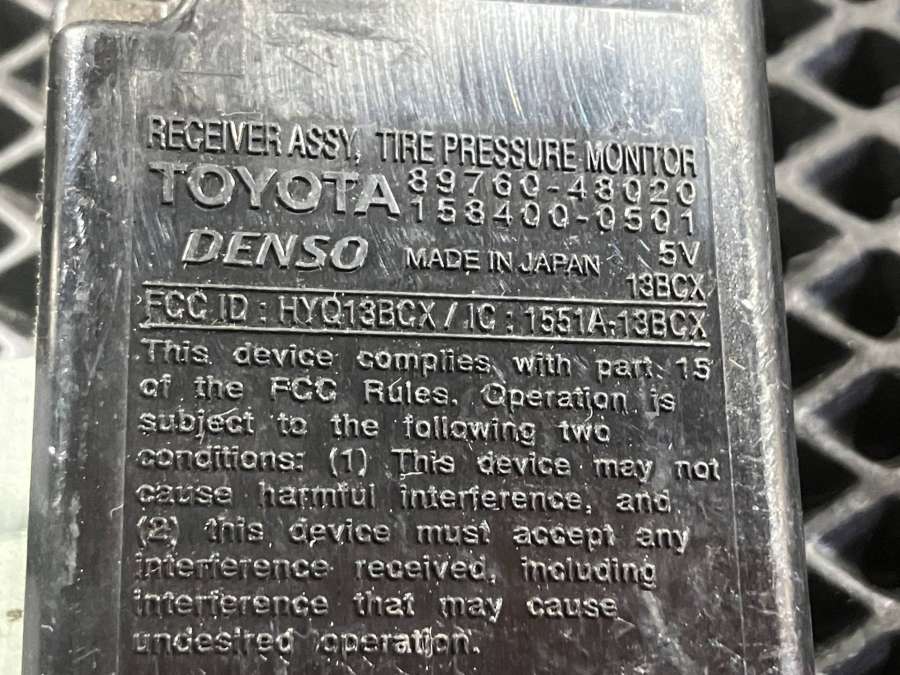 RECEIVER ASSY, TIRE PRESSURE MONITOR
TOYOTA 89760-48020
158400-0501
DENSO MADE IN JAPAN 5V
13BCX
FCC ID : HYQ13BCX / IC : 1551A-13BCX
This device complies with part 15
of the FCC Rules. Operation is
subject to the following two
conditions: (1) This device may not
cause harmful interference, and
(2) this device must accept any
interference received, including
interference that may cause
undesired operation.